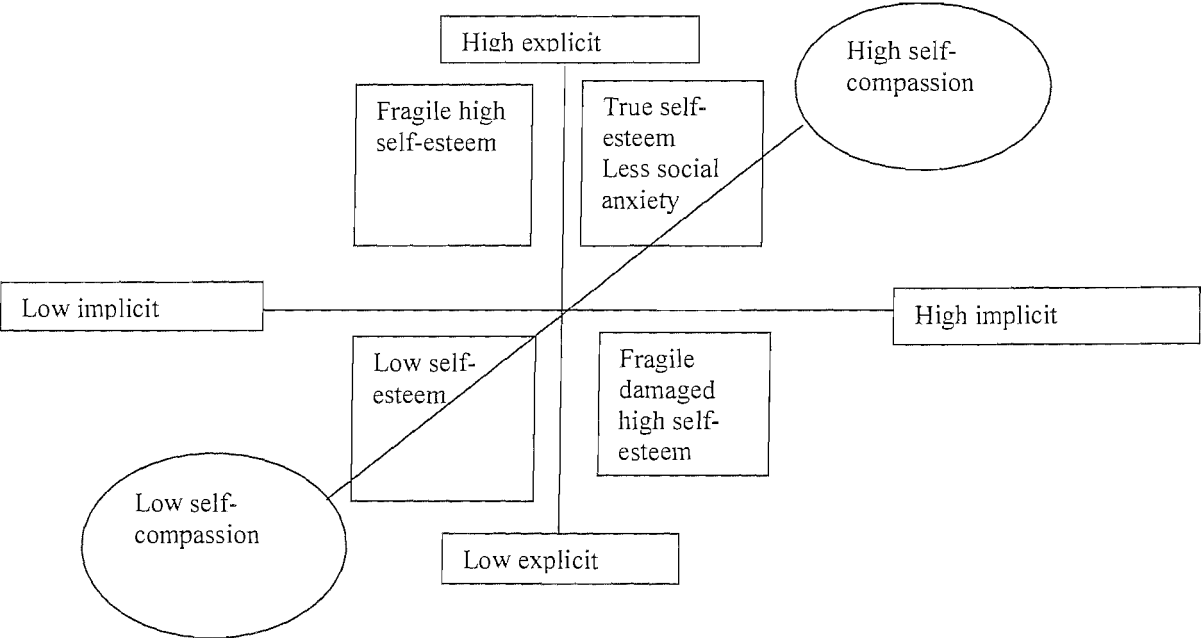 High explicit
High self-
compassion
Fragile high
self-esteem
True self-
esteem
Less social
anxiety
Low implicit
High implicit
Low self-
esteem
Fragile
damaged
high self-
esteem
Low self-
compassion
Low explicit